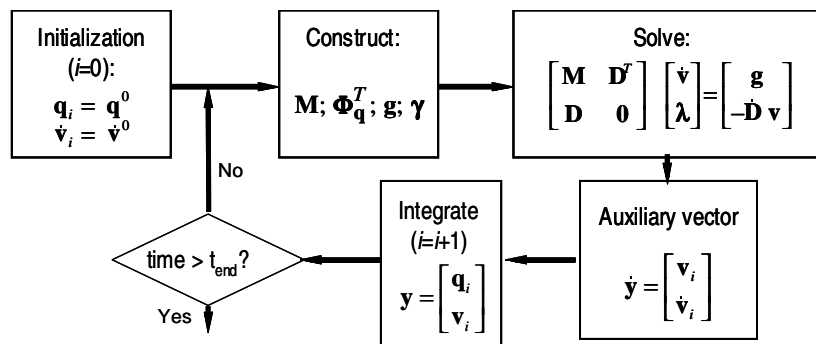 Initialization
(i=0):
q_i = q^0
v̇_i = v̇^0
Construct:
M; Φ_q^T; g; γ
Solve:
[M D^T; D 0] [v̇; λ] = [g; −Ḋ v]
No
Integrate
(i=i+1)
y = [q_i; v_i]
Auxiliary vector
ẏ = [v_i; v̇_i]
time > t_end?
Yes